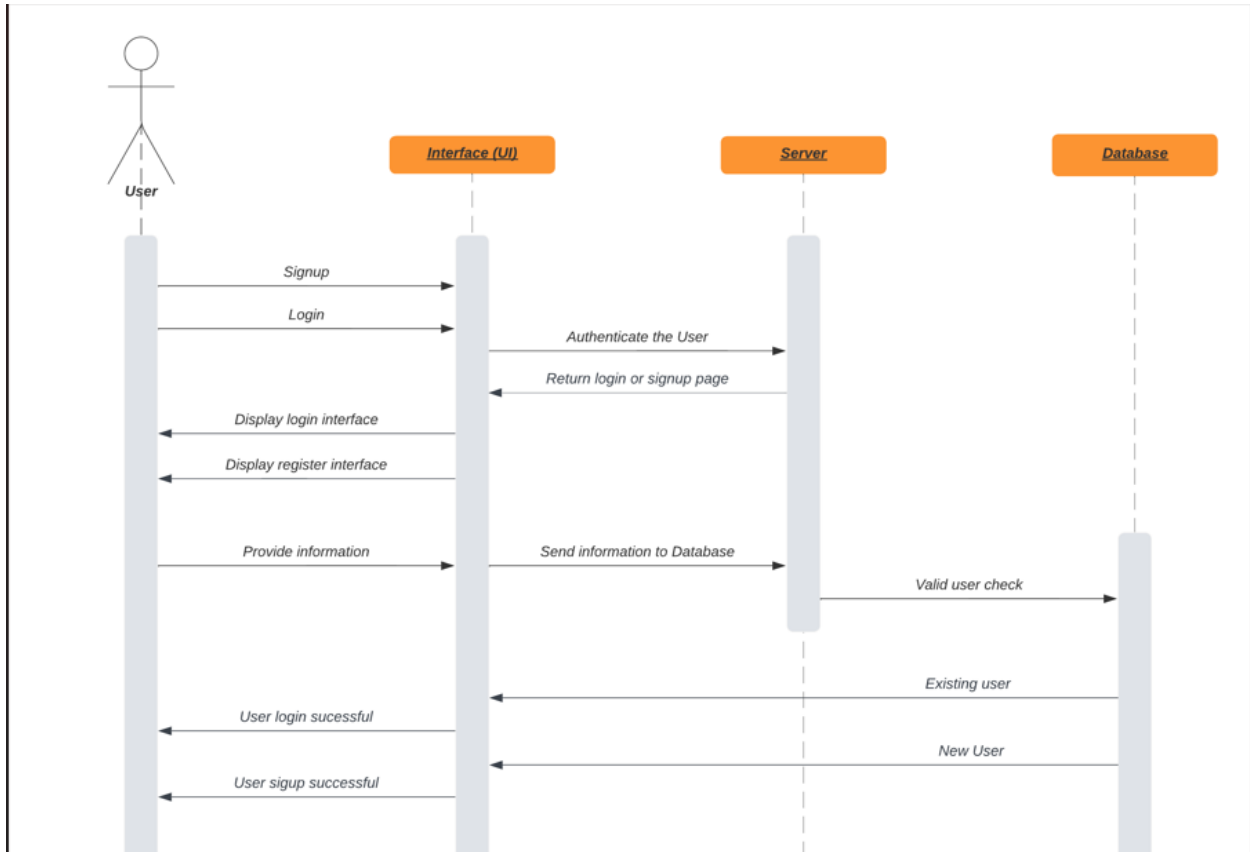 User
Interface (UI)
Server
Database
Signup
Login
Authenticate the User
Return login or signup page
Display login interface
Display register interface
Provide information
Send information to Database
Valid user check
Existing user
User login sucessful
New User
User sigup successful